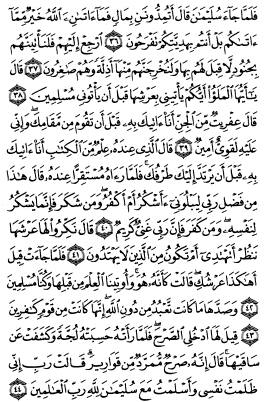 فَلَمَّا جَاءَ سُلَيْمَانَ قَالَ أَتُمِدُّونَنِ بِمَالٍ فَمَا ءَاتَىٰنِۦَ ٱللَّهُ خَيْرٌ مِّمَّا
ءَاتَىٰكُم بَلْ أَنتُم بِهَدِيَّتِكُمْ تَفْرَحُونَ ٣٦ ٱرْجِعْ إِلَيْهِمْ فَلَنَأْتِيَنَّهُم
بِجُنُودٍ لَّا قِبَلَ لَهُم بِهَا وَلَنُخْرِجَنَّهُم مِّنْهَا أَذِلَّةً وَهُمْ صَٰغِرُونَ ٣٧ قَالَ
يَٰٓأَيُّهَا ٱلْمَلَؤُا۟ أَيُّكُمْ يَأْتِينِى بِعَرْشِهَا قَبْلَ أَن يَأْتُونِى مُسْلِمِينَ ٣٨
قَالَ عِفْرِيتٌ مِّنَ ٱلْجِنِّ أَنَا۠ ءَاتِيكَ بِهِۦ قَبْلَ أَن تَقُومَ مِن مَّقَامِكَ وَإِنِّى
عَلَيْهِ لَقَوِىٌّ أَمِينٌ ٣٩ قَالَ ٱلَّذِى عِندَهُۥ عِلْمٌ مِّنَ ٱلْكِتَٰبِ أَنَا۠ ءَاتِيكَ
بِهِۦ قَبْلَ أَن يَرْتَدَّ إِلَيْكَ طَرْفُكَ فَلَمَّا رَءَاهُ مُسْتَقِرًّا عِندَهُۥ قَالَ هَٰذَا
مِن فَضْلِ رَبِّى لِيَبْلُوَنِىٓ ءَأَشْكُرُ أَمْ أَكْفُرُ وَمَن شَكَرَ فَإِنَّمَا يَشْكُرُ
لِنَفْسِهِۦ وَمَن كَفَرَ فَإِنَّ رَبِّى غَنِىٌّ كَرِيمٌ ٤٠ قَالَ نَكِّرُوا۟ لَهَا عَرْشَهَا
نَنظُرْ أَتَهْتَدِىٓ أَمْ تَكُونُ مِنَ ٱلَّذِينَ لَا يَهْتَدُونَ ٤١ فَلَمَّا جَاءَتْ قِيلَ
أَهَٰكَذَا عَرْشُكِ قَالَتْ كَأَنَّهُۥ هُوَ وَأُوتِينَا ٱلْعِلْمَ مِن قَبْلِهَا وَكُنَّا مُسْلِمِينَ
٤٢ وَصَدَّهَا مَا كَانَت تَّعْبُدُ مِن دُونِ ٱللَّهِ إِنَّهَا كَانَتْ مِن قَوْمٍ كَٰفِرِينَ
٤٣ قِيلَ لَهَا ٱدْخُلِى ٱلصَّرْحَ فَلَمَّا رَأَتْهُ حَسِبَتْهُ لُجَّةً وَكَشَفَتْ عَن
سَاقَيْهَا قَالَ إِنَّهُۥ صَرْحٌ مُّمَرَّدٌ مِّن قَوَارِيرَ قَالَتْ رَبِّ إِنِّى
ظَلَمْتُ نَفْسِى وَأَسْلَمْتُ مَعَ سُلَيْمَٰنَ لِلَّهِ رَبِّ ٱلْعَٰلَمِينَ ٤٤